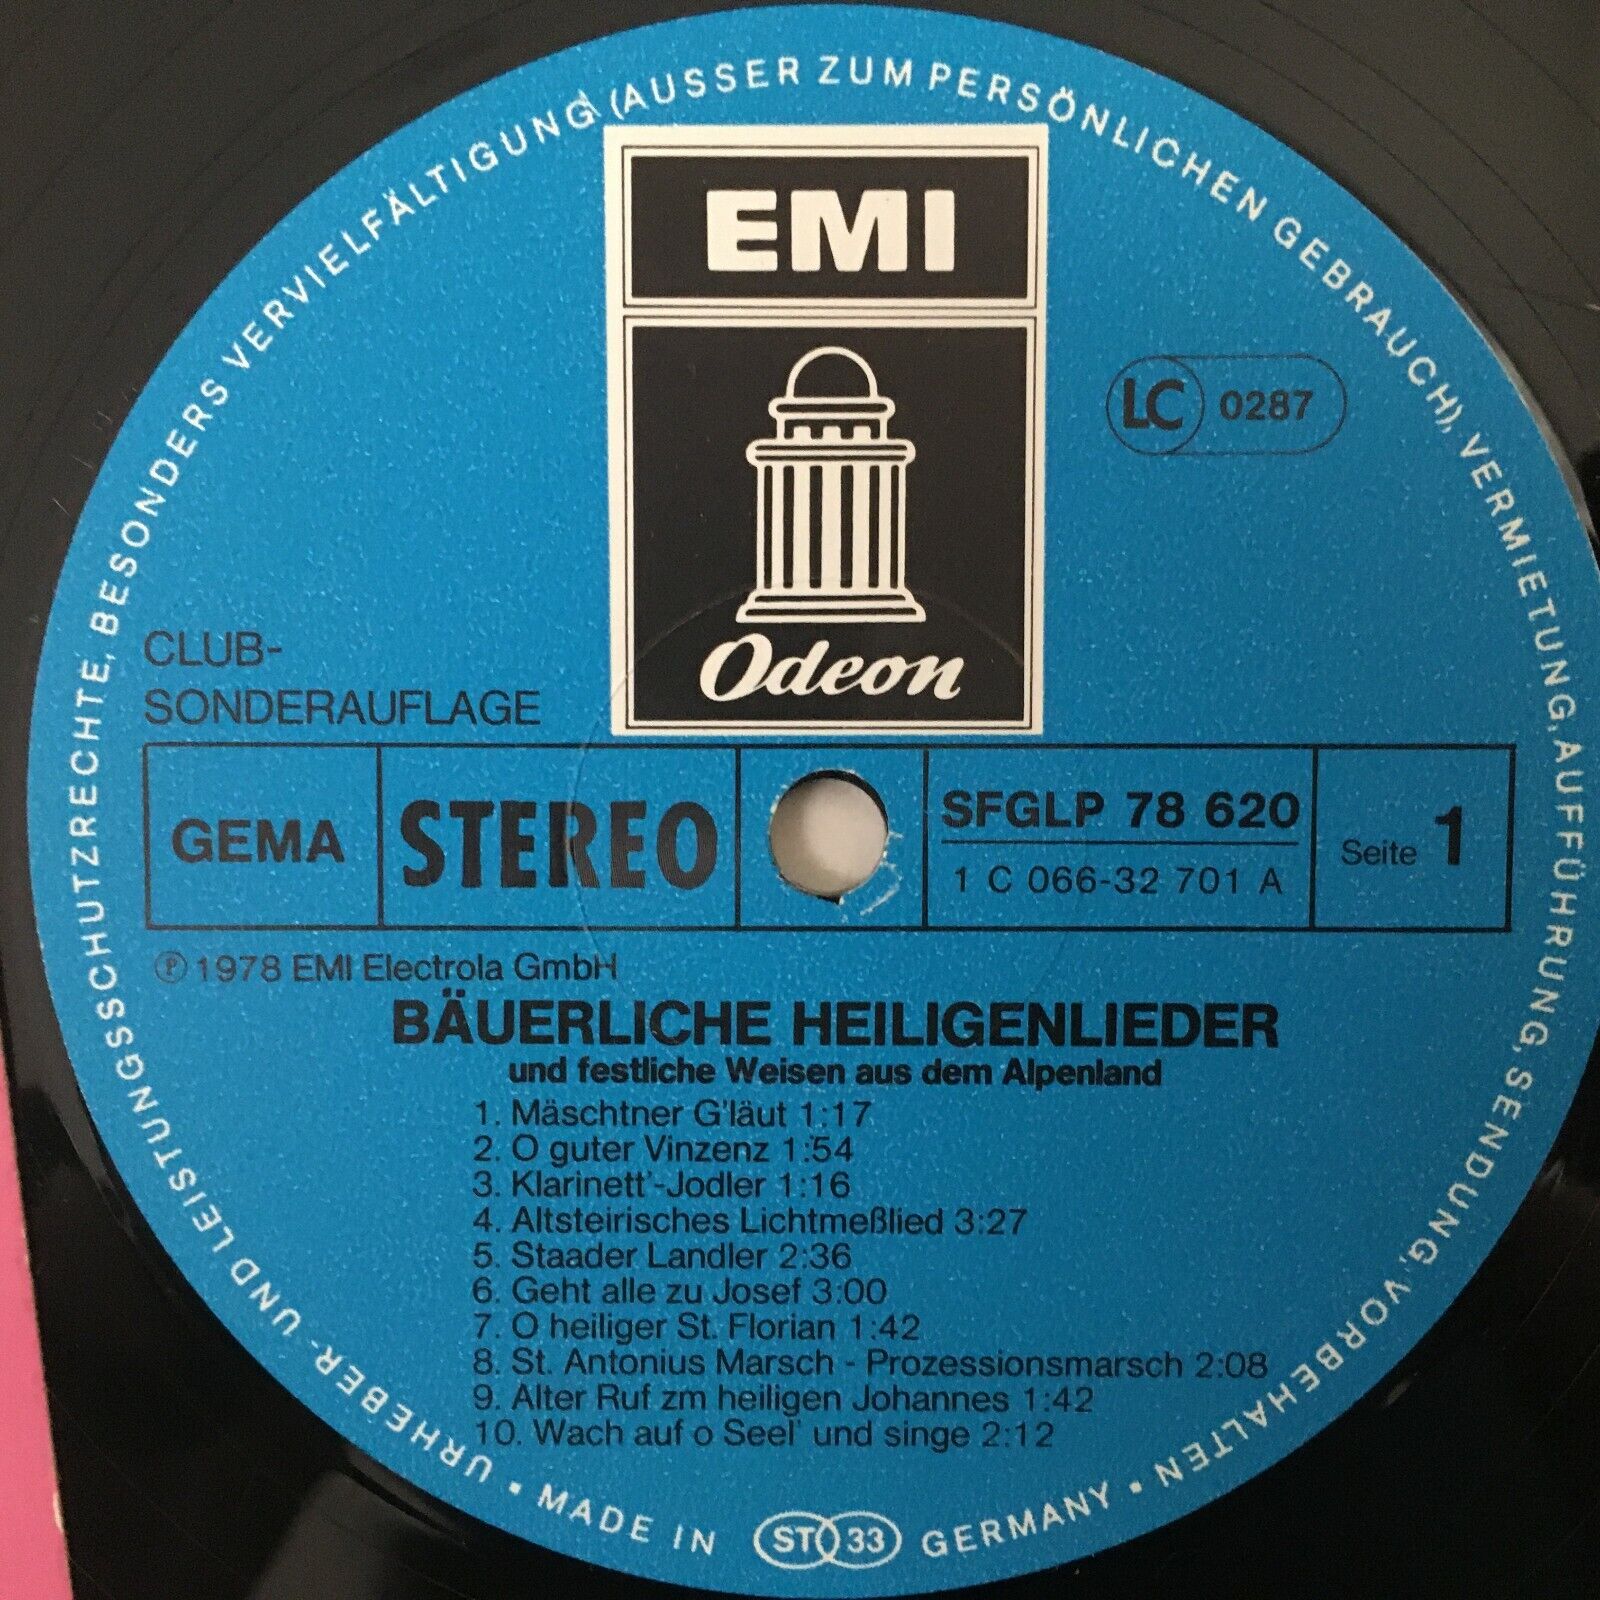 URHEBER- UND LEISTUNGSSCHUTZRECHTE, BESONDERS VERVIELFÄLTIGUNG (AUSSER ZUM PERSÖNLICHEN GEBRAUCH), VERMIETUNG, AUFFÜHRUNG, SENDUNG, VORBEHALTEN •
EMI
Odeon
LC 0287
CLUB-
SONDERAUFLAGE
GEMA
STEREO
SFGLP 78 620
1 C 066-32 701 A
Seite 1
Ⓟ 1978 EMI Electrola GmbH
BÄUERLICHE HEILIGENLIEDER
und festliche Weisen aus dem Alpenland
1. Mäschtner G'läut 1:17
2. O guter Vinzenz 1:54
3. Klarinett'-Jodler 1:16
4. Altsteirisches Lichtmeßlied 3:27
5. Staader Landler 2:36
6. Geht alle zu Josef 3:00
7. O heiliger St. Florian 1:42
8. St. Antonius Marsch - Prozessionsmarsch 2:08
9. Alter Ruf zm heiligen Johannes 1:42
10. Wach auf o Seel' und singe 2:12
• MADE IN ST 33 GERMANY